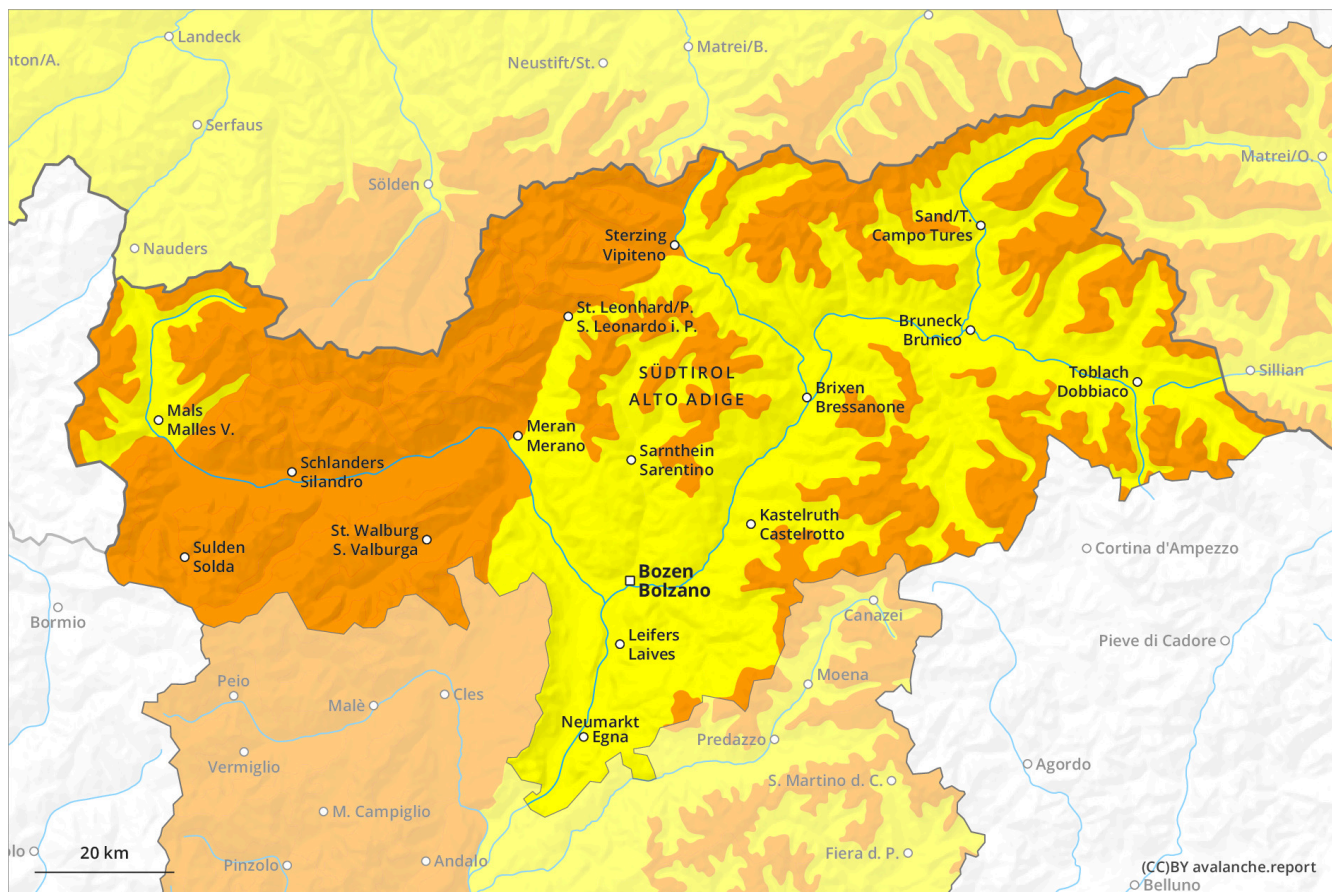 Landeck
nton/A.
Matrei/B.
Neustift/St.
Serfaus
Matrei/O.
Sölden
Nauders
Sand/T.
Campo Tures
Sterzing
Vipiteno
St. Leonhard/P.
S. Leonardo i. P.
Bruneck
Brunico
SÜDTIROL
ALTO ADIGE
Toblach
Dobbiaco
Sillian
Brixen
Bressanone
Mals
Malles V.
Meran
Merano
Sarnthein
Sarentino
Schlanders
Silandro
Kastelruth
Castelrotto
St. Walburg
S. Valburga
Sulden
Solda
Cortina d'Ampezzo
Bozen
Bolzano
Bormio
Canazei
Leifers
Laives
Pieve di Cadore
Moena
Peio
Cles
Malè
Neumarkt
Egna
Predazzo
Vermiglio
Agordo
S. Martino d. C.
M. Campiglio
olo
20 km
Pinzolo
Andalo
Fiera d. P.
(CC)BY avalanche.report
Belluno